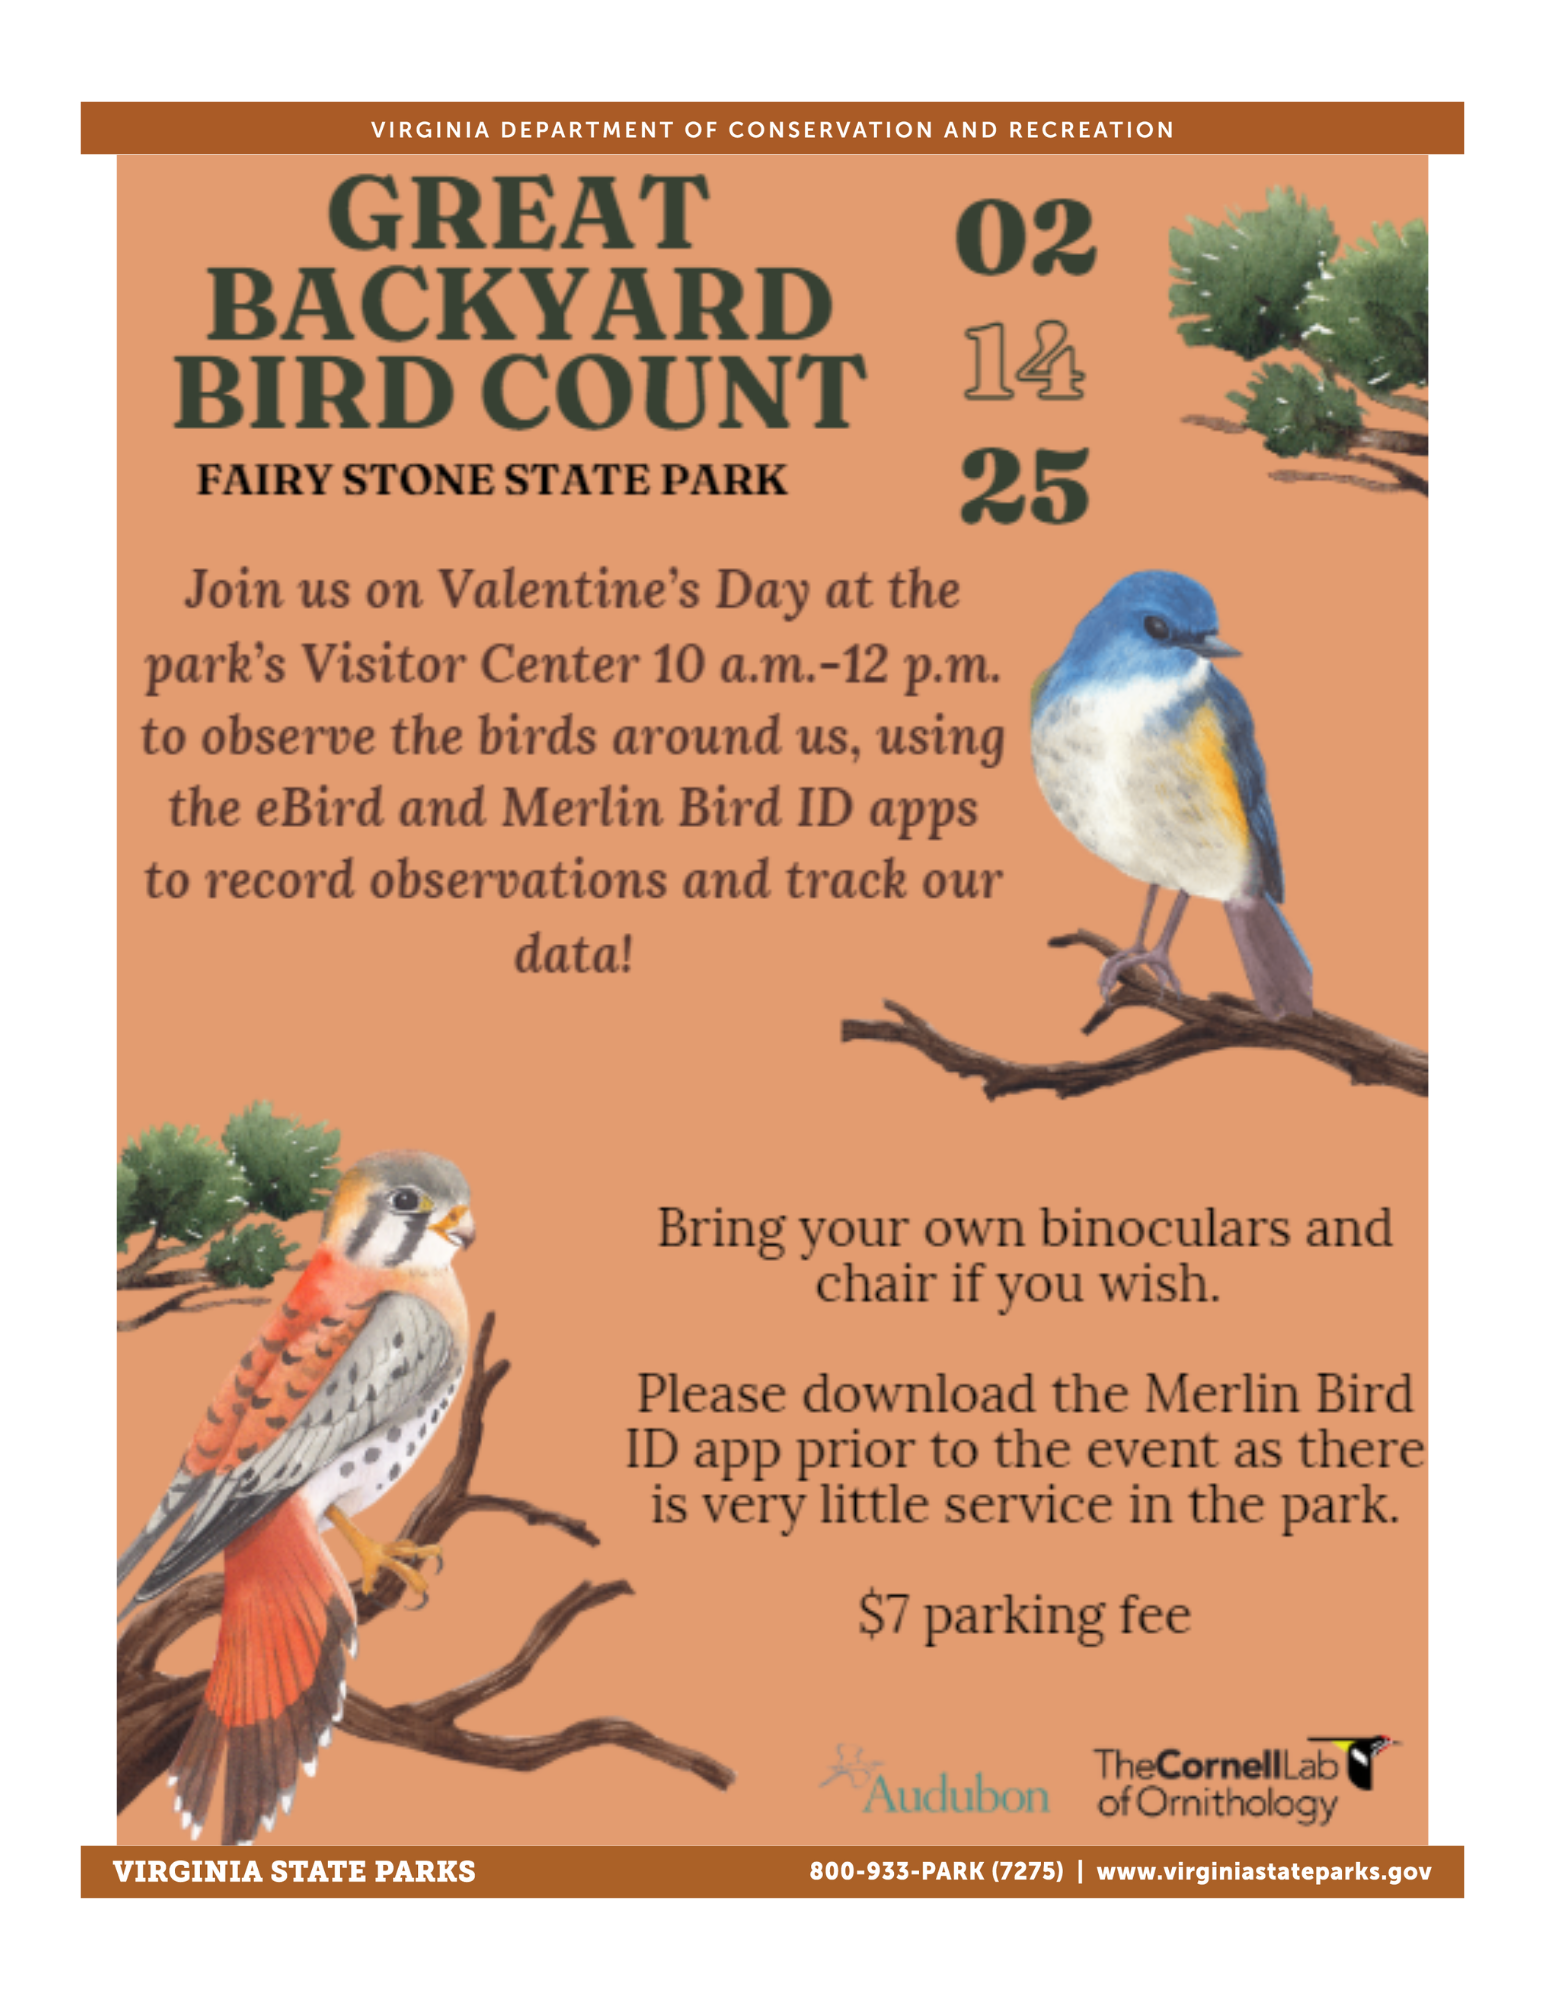 VIRGINIA DEPARTMENT OF CONSERVATION AND RECREATION
GREAT
BACKYARD
BIRD COUNT
FAIRY STONE STATE PARK
02
14
25
Join us on Valentine's Day at the
park's Visitor Center 10 a.m.-12 p.m.
to observe the birds around us, using
the eBird and Merlin Bird ID apps
to record observations and track our
data!
Bring your own binoculars and
chair if you wish.
Please download the Merlin Bird
ID app prior to the event as there
is very little service in the park.
$7 parking fee
Audubon
TheCornellLab
of Ornithology
VIRGINIA STATE PARKS
800-933-PARK (7275) | www.virginiastateparks.gov